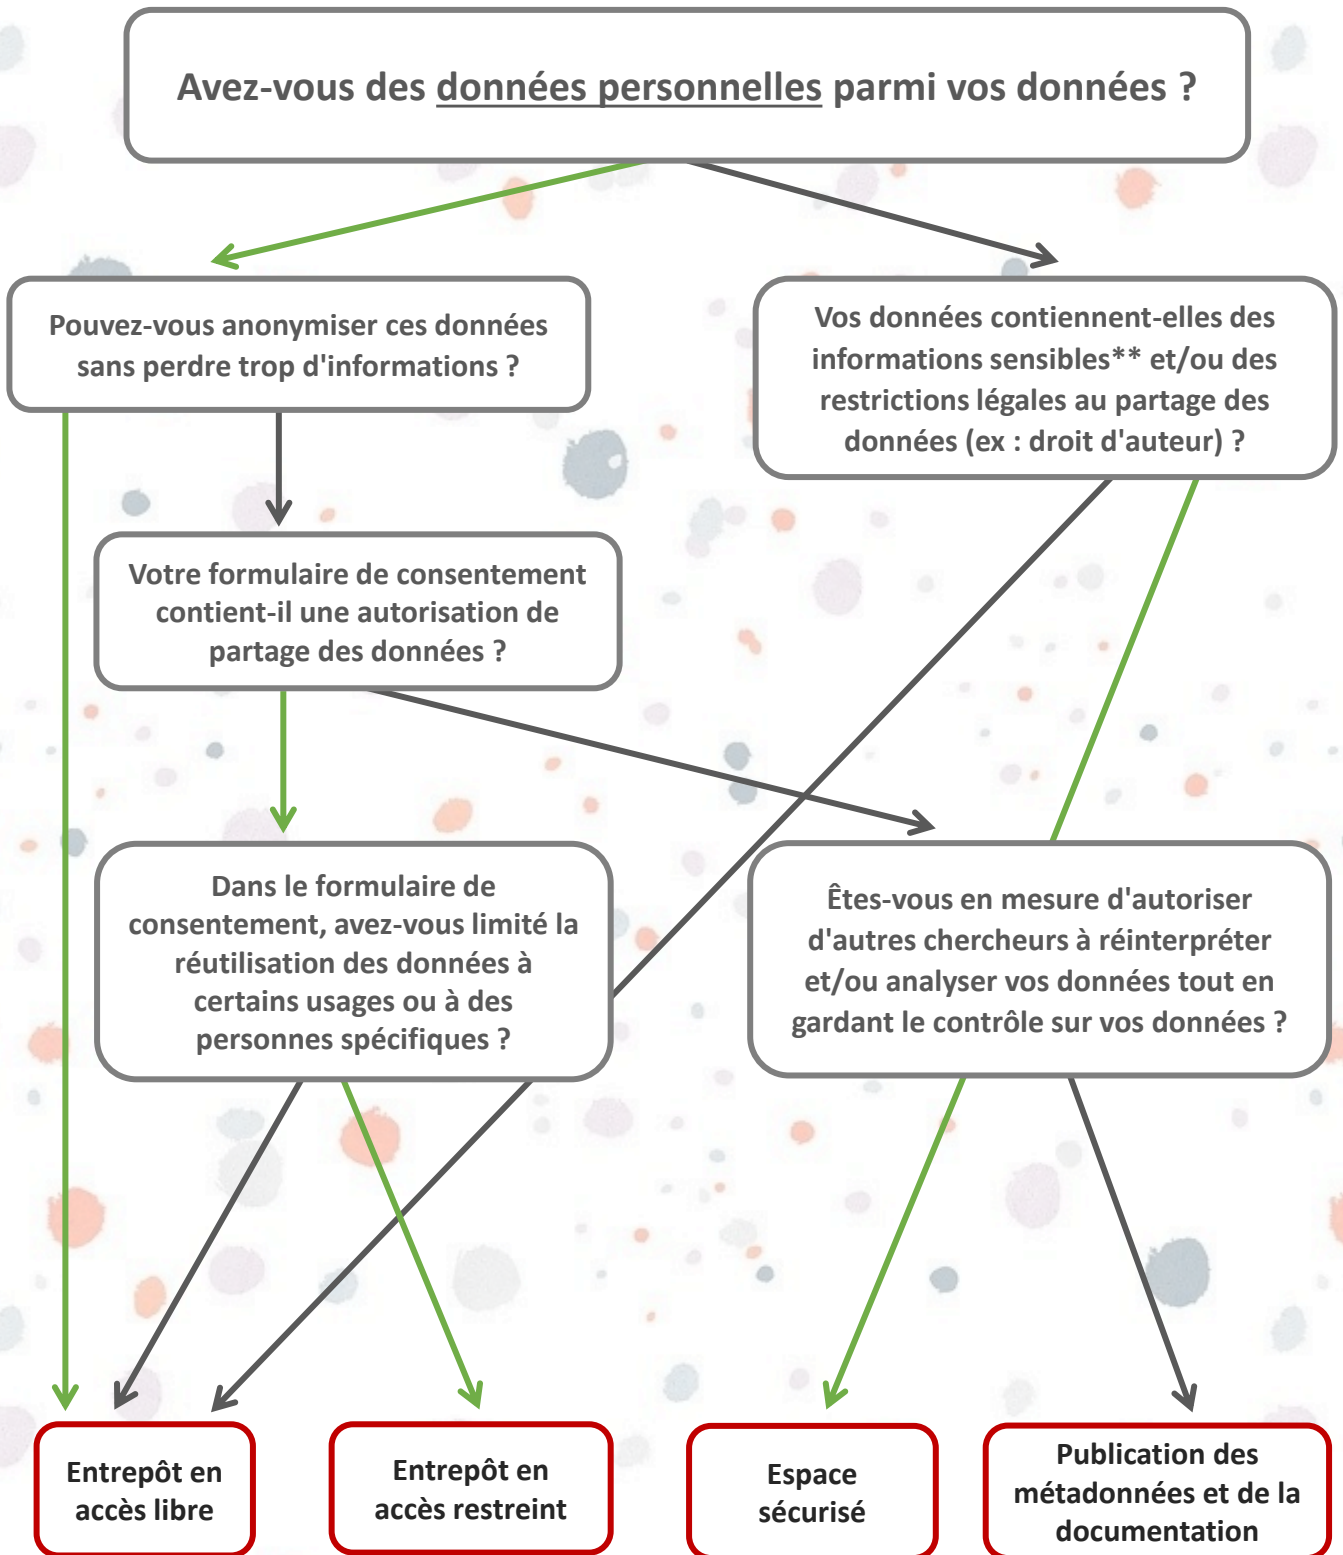 Avez-vous des données personnelles parmi vos données ?
Pouvez-vous anonymiser ces données
sans perdre trop d'informations ?
Vos données contiennent-elles des
informations sensibles** et/ou des
restrictions légales au partage des
données (ex : droit d'auteur) ?
Votre formulaire de consentement
contient-il une autorisation de
partage des données ?
Dans le formulaire de
consentement, avez-vous limité la
réutilisation des données à
certains usages ou à des
personnes spécifiques ?
Êtes-vous en mesure d'autoriser
d'autres chercheurs à réinterpréter
et/ou analyser vos données tout en
gardant le contrôle sur vos données ?
Entrepôt en
accès libre
Entrepôt en
accès restreint
Espace
sécurisé
Publication des
métadonnées et de la
documentation